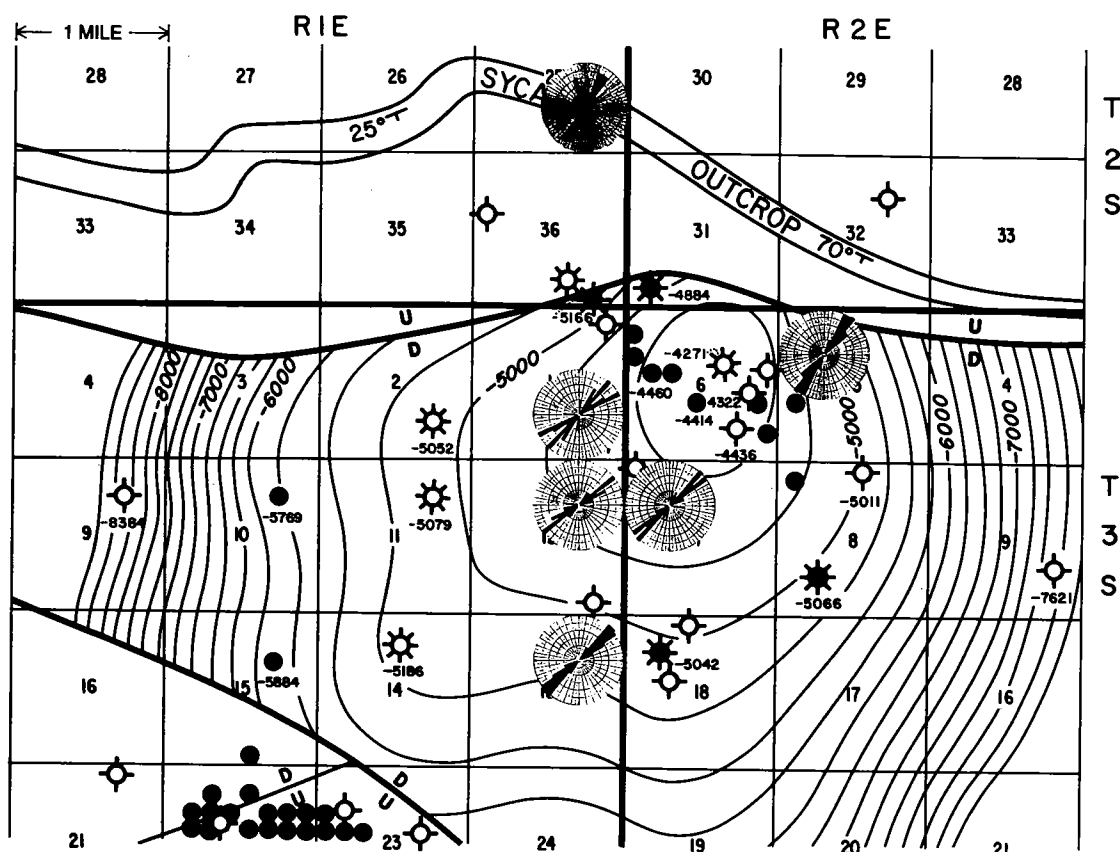 R1E R2E
1 MILE
28 27 26 25 30 29 28
SYCA
25°
T
2
S
OUTCROP 70°
33 34 35 36 31 32 33
-4884
-5166
U U
D D
4 3 2 6 4
-8000 -7000 -6000 -5000 -5000 -6000 -7000
-4271
-4460 4322
-4414
-4436
-5052
T
3
S
-8384 -5769 -5079 -5011
9 10 11 8 9
-5066 -7621
-5186 -5042
16 15 -5884 14 18 17 16
D D
U U
21 23 24 19 20 21